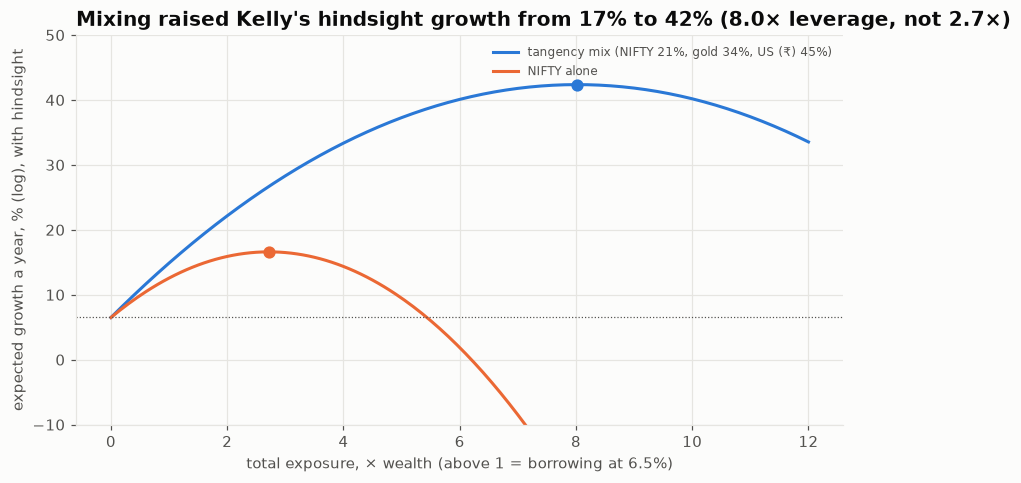 Mixing raised Kelly's hindsight growth from 17% to 42% (8.0× leverage, not 2.7×)
tangency mix (NIFTY 21%, gold 34%, US (₹) 45%)
NIFTY alone
expected growth a year, % (log), with hindsight
50
40
30
20
10
0
−10
0 2 4 6 8 10 12
total exposure, × wealth (above 1 = borrowing at 6.5%)